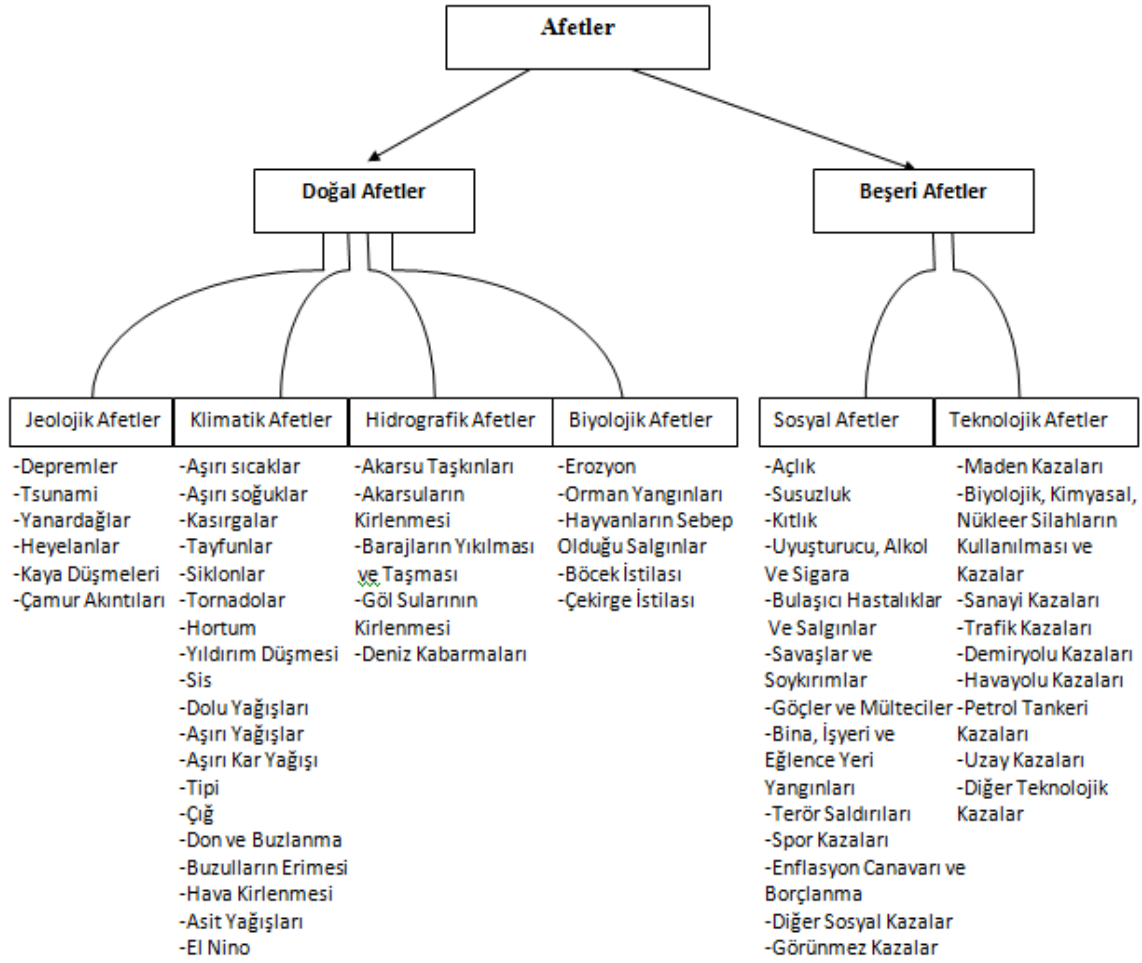 Afetler
Doğal Afetler
Beşeri Afetler
Jeolojik Afetler
-Depremler
-Tsunami
-Yanardağlar
-Heyelanlar
-Kaya Düşmeleri
-Çamur Akıntıları
Klimatik Afetler
-Aşırı sıcaklar
-Aşırı soğuklar
-Kasırgalar
-Tayfunlar
-Siklonlar
-Tornadolar
-Hortum
-Yıldırım Düşmesi
-Sis
-Dolu Yağışları
-Aşırı Yağışlar
-Aşırı Kar Yağışı
-Tipi
-Çığ
-Don ve Buzlanma
-Buzulların Erimesi
-Hava Kirlenmesi
-Asit Yağışları
-El Nino
Hidrografik Afetler
-Akarsu Taşkınları
-Akarsuların
Kirlenmesi
-Barajların Yıkılması
ve Taşması
-Göl Sularının
Kirlenmesi
-Deniz Kabarmaları
Biyolojik Afetler
-Erozyon
-Orman Yangınları
-Hayvanların Sebep
Olduğu Salgınlar
-Böcek İstilası
-Çekirge İstilası
Sosyal Afetler
-Açlık
-Susuzluk
-Kıtlık
-Uyuşturucu, Alkol
Ve Sigara
-Bulaşıcı Hastalıklar
Ve Salgınlar
-Savaşlar ve
Soykırımlar
-Göçler ve Mülteciler
-Bina, İşyeri ve
Eğlence Yeri
Yangınları
-Terör Saldırıları
-Spor Kazaları
-Enflasyon Canavarı ve
Borçlanma
-Diğer Sosyal Kazalar
-Görünmez Kazalar
Teknolojik Afetler
-Maden Kazaları
-Biyolojik, Kimyasal,
Nükleer Silahların
Kullanılması ve
Kazalar
-Sanayi Kazaları
-Trafik Kazaları
-Demiryolu Kazaları
-Havayolu Kazaları
-Petrol Tankeri
Kazaları
-Uzay Kazaları
-Diğer Teknolojik
Kazalar